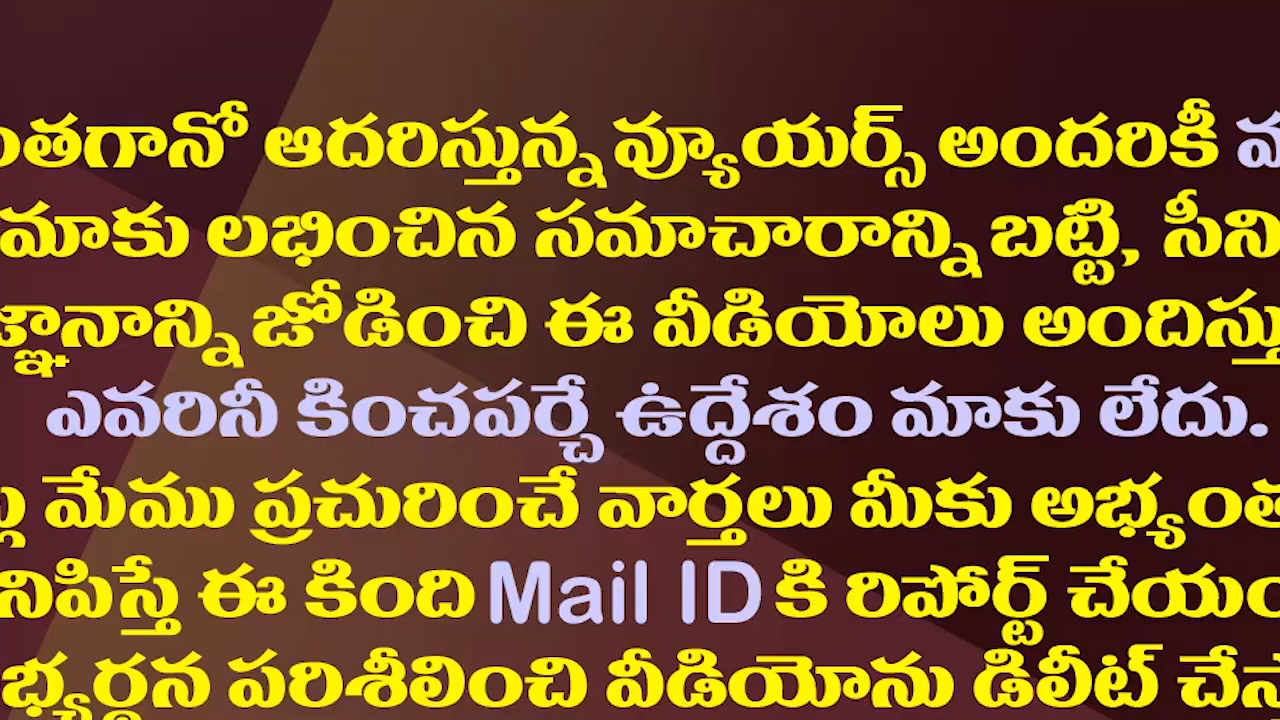 ఆదరిస్తున్న వ్యూయర్స్ అందరికీ
మాకు లభించిన సమాచారాన్ని బట్టి,
జోడించి ఈ వీడియోలు
ఎవరినీ కించపర్చే ఉద్దేశం మాకు లేదు.
మేము ప్రచురించే వార్తలు మీకు
ఈ కింది Mail ID కి రిపోర్ట్
పరిశీలించి వీడియోను డిలీట్